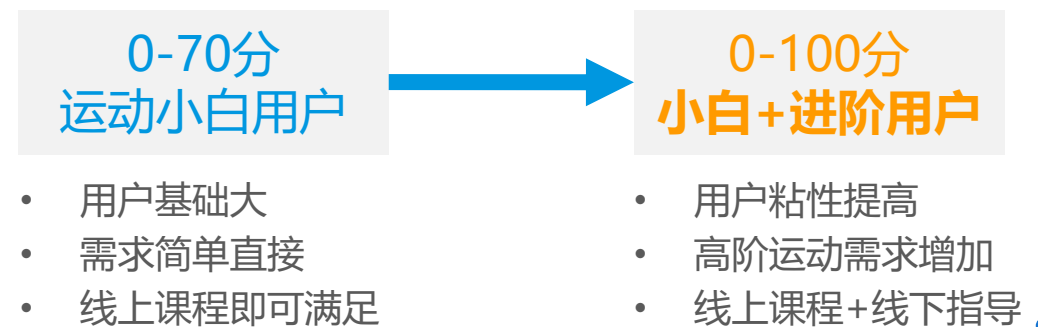 0-70分
运动小白用户
• 用户基础大
• 需求简单直接
• 线上课程即可满足
0-100分
小白+进阶用户
• 用户粘性提高
• 高阶运动需求增加
• 线上课程+线下指导